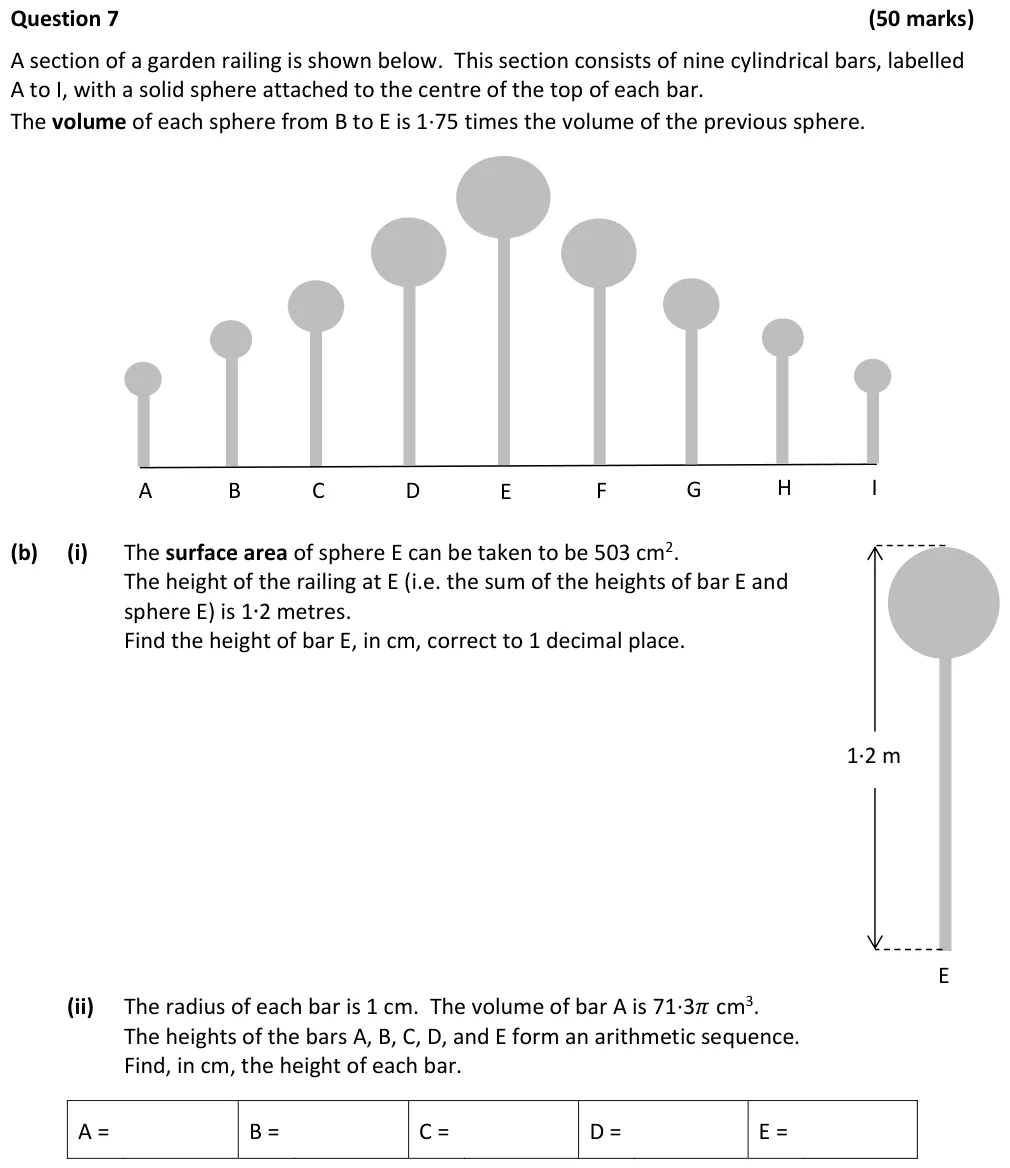 Question 7 (50 marks)
A section of a garden railing is shown below. This section consists of nine cylindrical bars, labelled
A to I, with a solid sphere attached to the centre of the top of each bar.
The volume of each sphere from B to E is 1·75 times the volume of the previous sphere.
A B C D E F G H I
(b) (i) The surface area of sphere E can be taken to be 503 cm².
The height of the railing at E (i.e. the sum of the heights of bar E and
sphere E) is 1·2 metres.
Find the height of bar E, in cm, correct to 1 decimal place.
1·2 m
E
(ii) The radius of each bar is 1 cm. The volume of bar A is 71·3𝜋 cm³.
The heights of the bars A, B, C, D, and E form an arithmetic sequence.
Find, in cm, the height of each bar.
A = B = C = D = E =